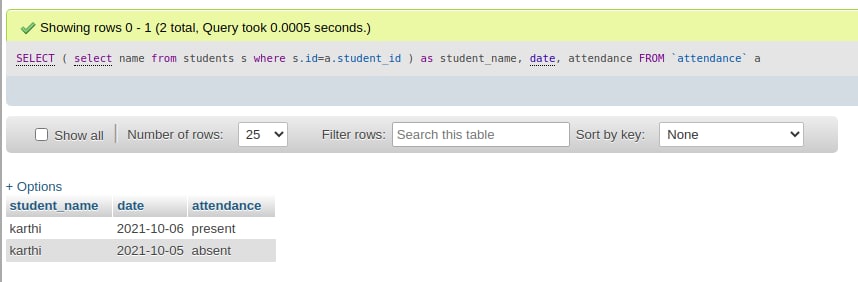 Showing rows 0 - 1 (2 total, Query took 0.0005 seconds.)
SELECT ( select name from students s where s.id=a.student_id ) as student_name, date, attendance FROM `attendance` a
Show all Number of rows: 25 Filter rows: Search this table Sort by key: None
+ Options
student_name date attendance
karthi 2021-10-06 present
karthi 2021-10-05 absent